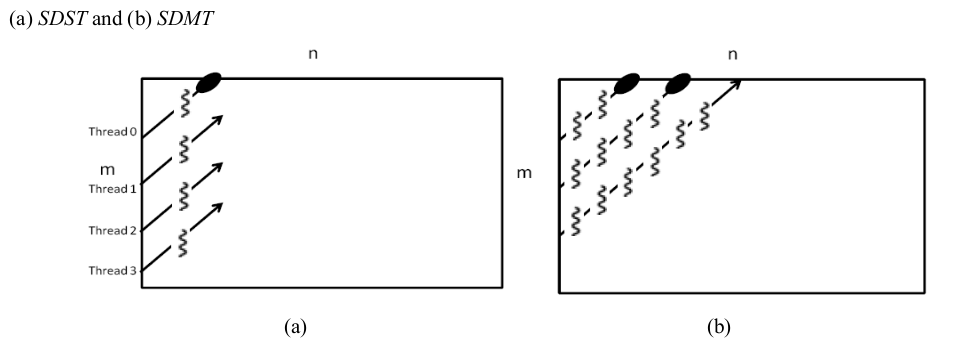 (a) SDST and (b) SDMT
n
n
Thread 0
m
m
Thread 1
Thread 2
Thread 3
(a)
(b)